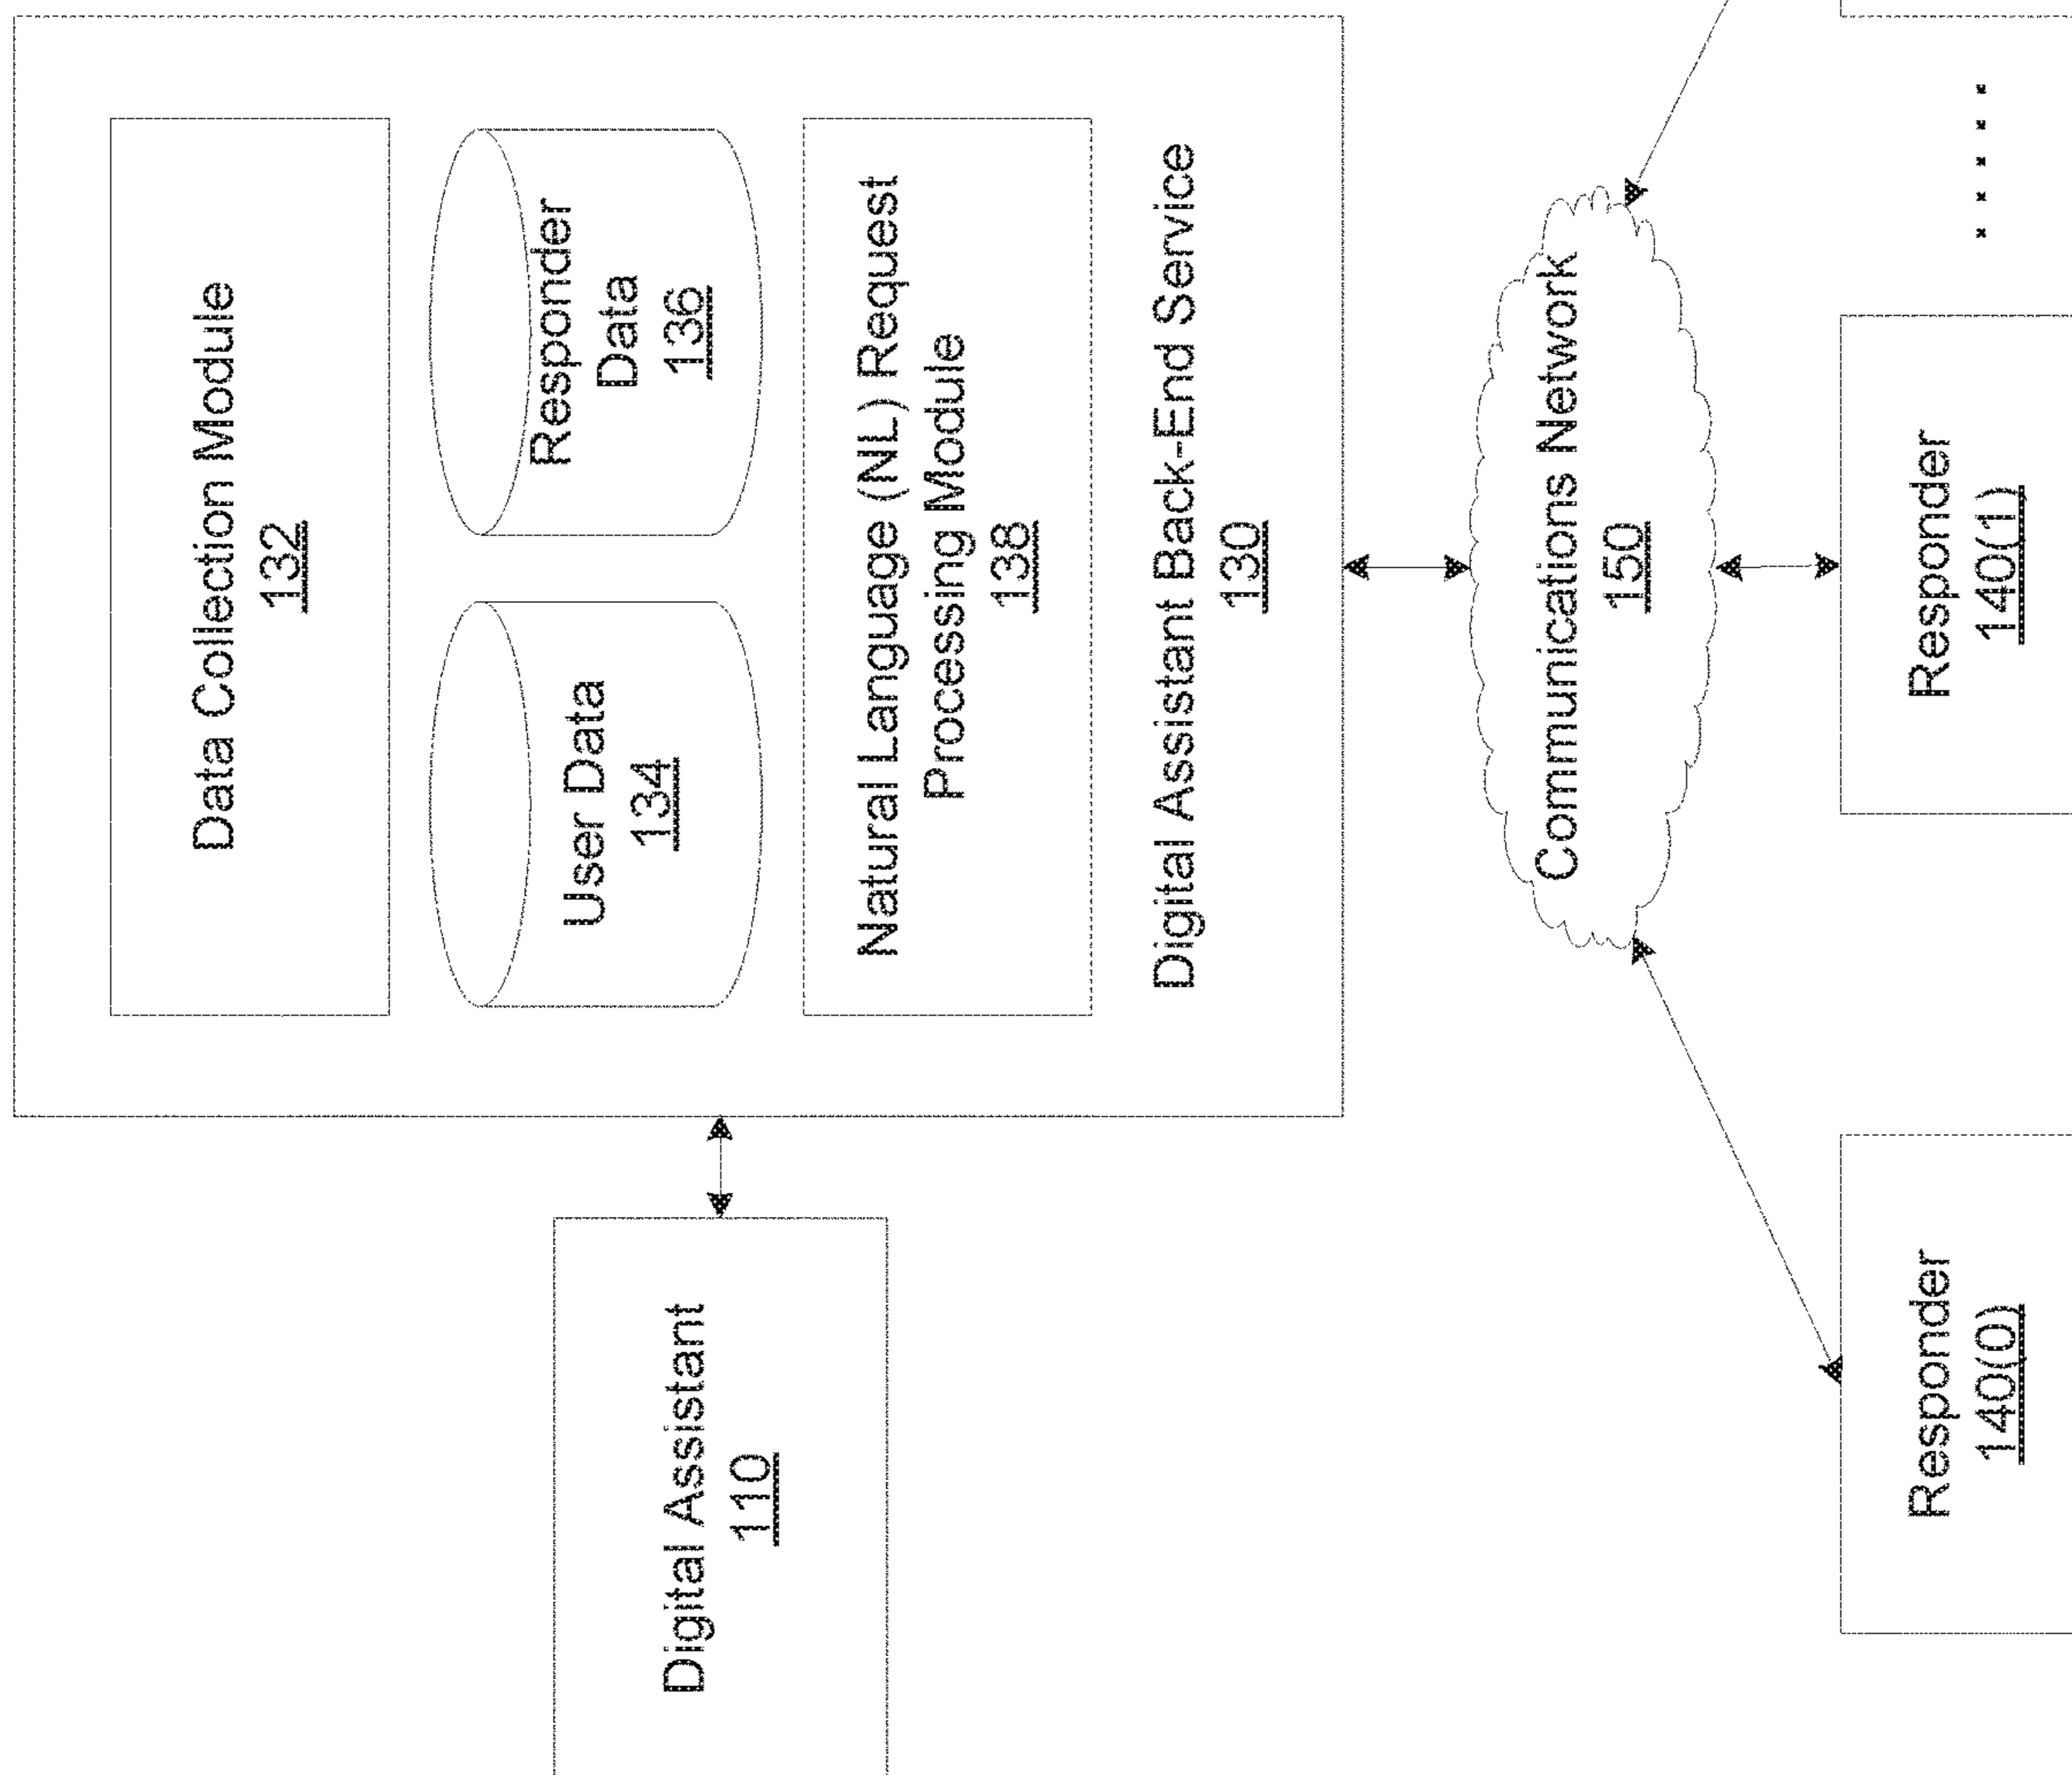 Data Collection Module
132
User Data
134
Responder
Data
136
Natural Language (NL) Request
Processing Module
138
Digital Assistant Back-End Service
130
Digital Assistant
110
Communications Network
150
Responder
140(0)
Responder
140(1)